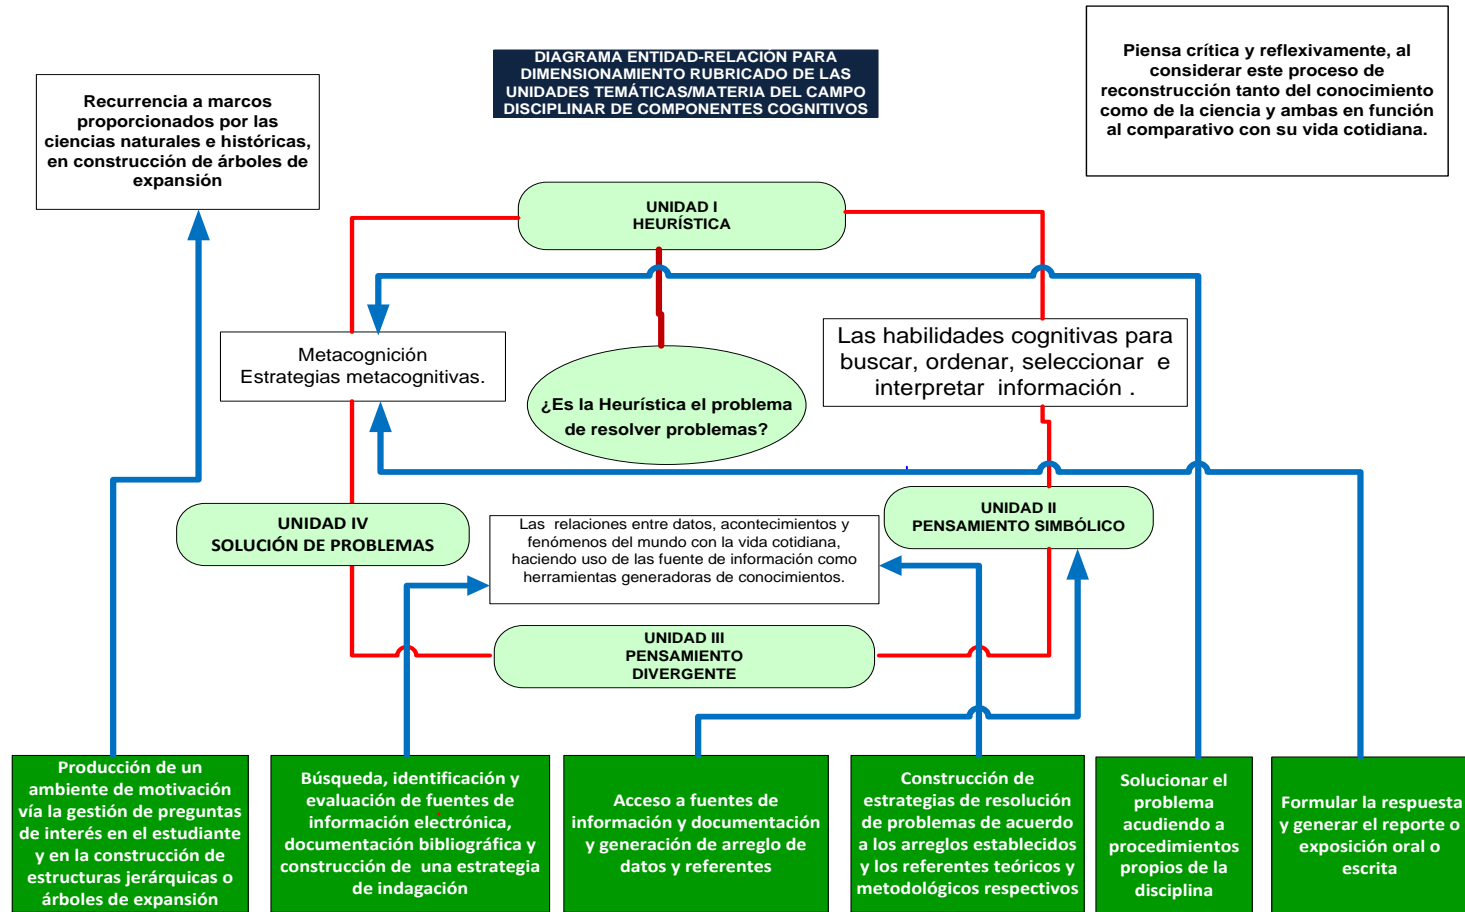 DIAGRAMA ENTIDAD-RELACIÓN PARA
DIMENSIONAMIENTO RUBRICADO DE LAS
UNIDADES TEMÁTICAS/MATERIA DEL CAMPO
DISCIPLINAR DE COMPONENTES COGNITIVOS
Piensa crítica y reflexivamente, al
considerar este proceso de
reconstrucción tanto del conocimiento
como de la ciencia y ambas en función
al comparativo con su vida cotidiana.
Recurrencia a marcos
proporcionados por las
ciencias naturales e históricas,
en construcción de árboles de
expansión
UNIDAD I
HEURÍSTICA
Metacognición
Estrategias metacognitivas.
¿Es la Heurística el problema
de resolver problemas?
Las habilidades cognitivas para
buscar, ordenar, seleccionar e
interpretar información .
UNIDAD IV
SOLUCIÓN DE PROBLEMAS
Las relaciones entre datos, acontecimientos y
fenómenos del mundo con la vida cotidiana,
haciendo uso de las fuente de información como
herramientas generadoras de conocimientos.
UNIDAD II
PENSAMIENTO SIMBÓLICO
UNIDAD III
PENSAMIENTO
DIVERGENTE
Producción de un
ambiente de motivación
vía la gestión de preguntas
de interés en el estudiante
y en la construcción de
estructuras jerárquicas o
árboles de expansión
Búsqueda, identificación y
evaluación de fuentes de
información electrónica,
documentación bibliográfica y
construcción de una estrategia
de indagación
Acceso a fuentes de
información y documentación
y generación de arreglo de
datos y referentes
Construcción de
estrategias de resolución
de problemas de acuerdo
a los arreglos establecidos
y los referentes teóricos y
metodológicos respectivos
Solucionar el
problema
acudiendo a
procedimientos
propios de la
disciplina
Formular la respuesta
y generar el reporte o
exposición oral o
escrita